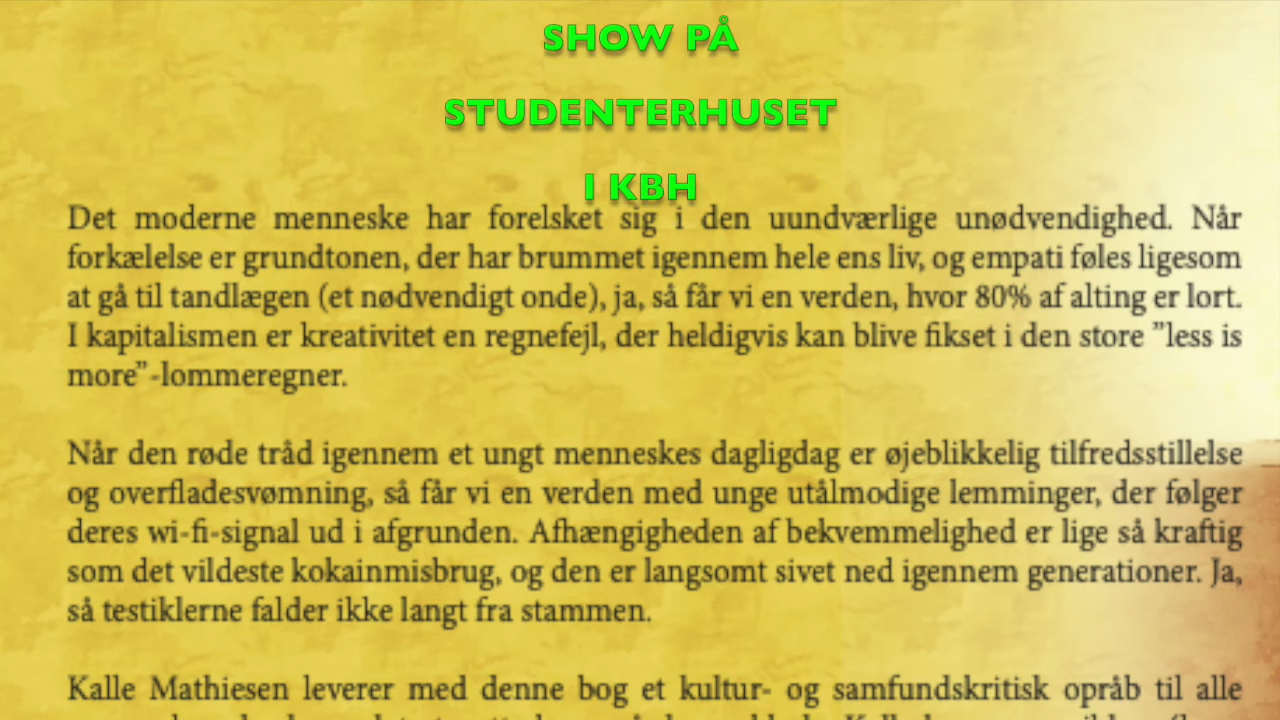 SHOW PÅ
STUDENTERHUSET
I KBH
Det moderne menneske har forelsket sig i den uundværlige unødvendighed. Når
forkælelse er grundtonen, der har brummet igennem hele ens liv, og empati føles ligesom
at gå til tandlægen (et nødvendigt onde), ja, så får vi en verden, hvor 80% af alting er lort.
I kapitalismen er kreativitet en regnefejl, der heldigvis kan blive fikset i den store ”less is
more”-lommeregner.
Når den røde tråd igennem et ungt menneskes dagligdag er øjeblikkelig tilfredsstillelse
og overfladesvømning, så får vi en verden med unge utålmodige lemminger, der følger
deres wi-fi-signal ud i afgrunden. Afhængigheden af bekvemmelighed er lige så kraftig
som det vildeste kokainmisbrug, og den er langsomt sivet ned igennem generationer. Ja,
så testiklerne falder ikke langt fra stammen.
Kalle Mathiesen leverer med denne bog et kultur- og samfundskritisk opråb til alle